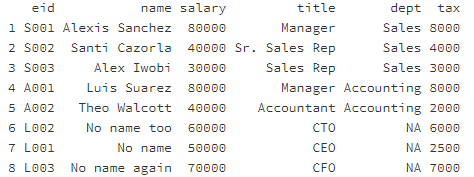 eid name salary title dept tax
1 S001 Alexis Sanchez 80000 Manager Sales 8000
2 S002 Santi Cazorla 40000 Sr. Sales Rep Sales 4000
3 S003 Alex Iwobi 30000 Sales Rep Sales 3000
4 A001 Luis Suarez 80000 Manager Accounting 8000
5 A002 Theo Walcott 40000 Accountant Accounting 2000
6 L002 No name too 60000 CTO NA 6000
7 L001 No name 50000 CEO NA 2500
8 L003 No name again 70000 CFO NA 7000